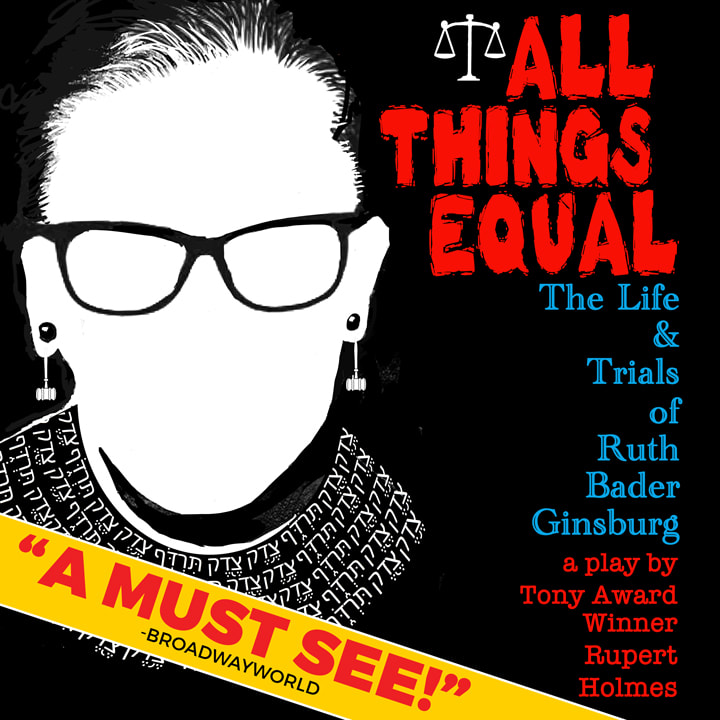 ALL
THINGS
EQUAL
The Life
&
Trials
of
Ruth
Bader
Ginsburg
a play by
Tony Award
Winner
Rupert
Holmes
צֶדֶק צֶדֶק תִּרְדֹּף
“A MUST SEE!”
-BROADWAYWORLD